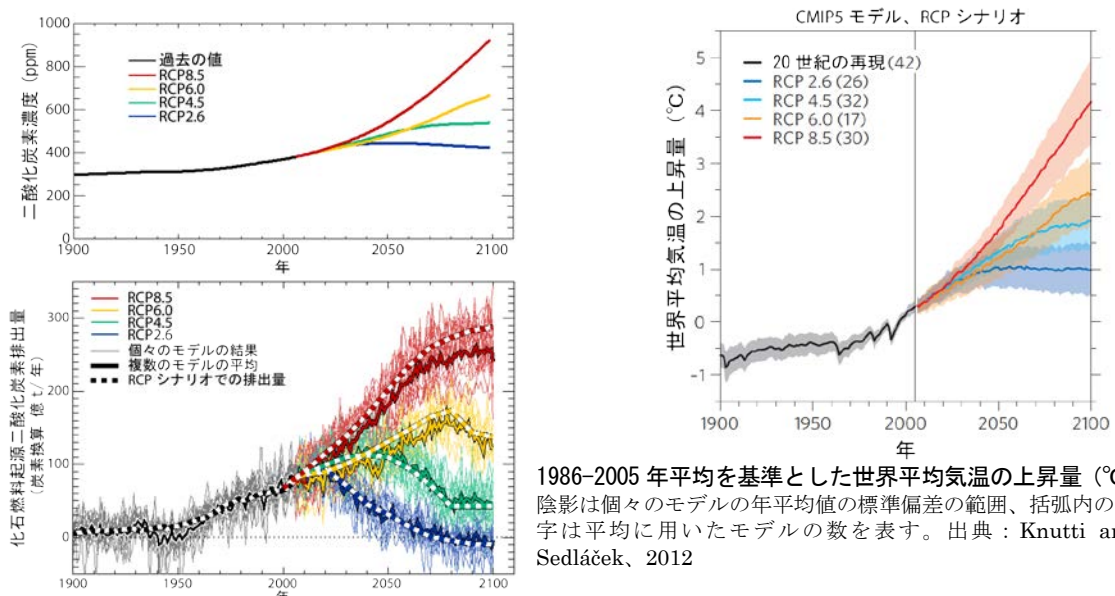 1000
800
600
400
200
0
二酸化炭素濃度 (ppm)
過去の値
RCP8.5
RCP6.0
RCP4.5
RCP2.6
1900 1950 2000 2050 2100
年
300
200
100
0
化石燃料起源二酸化炭素排出量
(炭素換算 億t/年)
RCP8.5
RCP6.0
RCP4.5
RCP2.6
個々のモデルの結果
複数のモデルの平均
RCP シナリオでの排出量
1900 1950 2000 2050 2100
年
CMIP5 モデル、RCP シナリオ
5
4
3
2
1
0
-1
世界平均気温の上昇量 (°C)
20 世紀の再現(42)
RCP 2.6 (26)
RCP 4.5 (32)
RCP 6.0 (17)
RCP 8.5 (30)
1900 1950 2000 2050 2100
年
1986-2005 年平均を基準とした世界平均気温の上昇量 (°C
陰影は個々のモデルの年平均値の標準偏差の範囲、括弧内の
字は平均に用いたモデルの数を表す。出典：Knutti an
Sedláček、2012